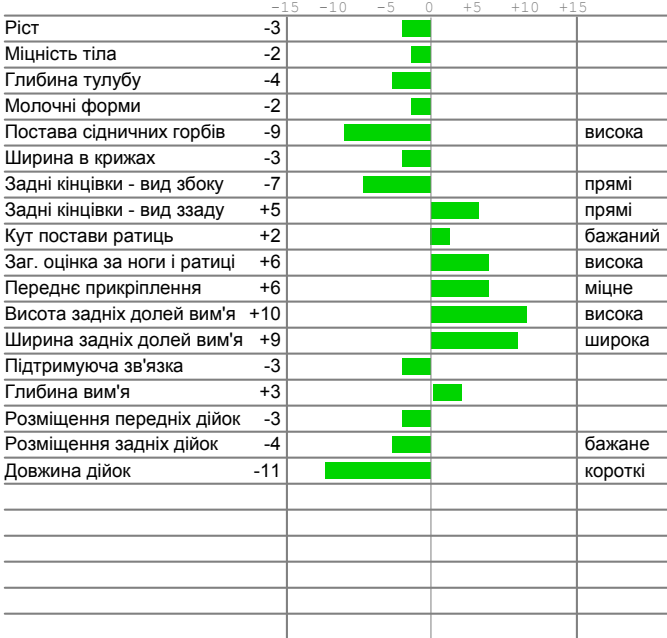 -15 -10 -5 0 +5 +10 +15
Ріст -3
Міцність тіла -2
Глибина тулубу -4
Молочні форми -2
Постава сідничних горбів -9 висока
Ширина в крижах -3
Задні кінцівки - вид збоку -7 прямі
Задні кінцівки - вид ззаду +5 прямі
Кут постави ратиць +2 бажаний
Заг. оцінка за ноги і ратиці +6 висока
Переднє прикріплення +6 міцне
Висота задніх долей вим'я +10 висока
Ширина задніх долей вим'я +9 широка
Підтримуюча зв'язка -3
Глибина вим'я +3
Розміщення передніх дійок -3
Розміщення задніх дійок -4 бажане
Довжина дійок -11 короткі